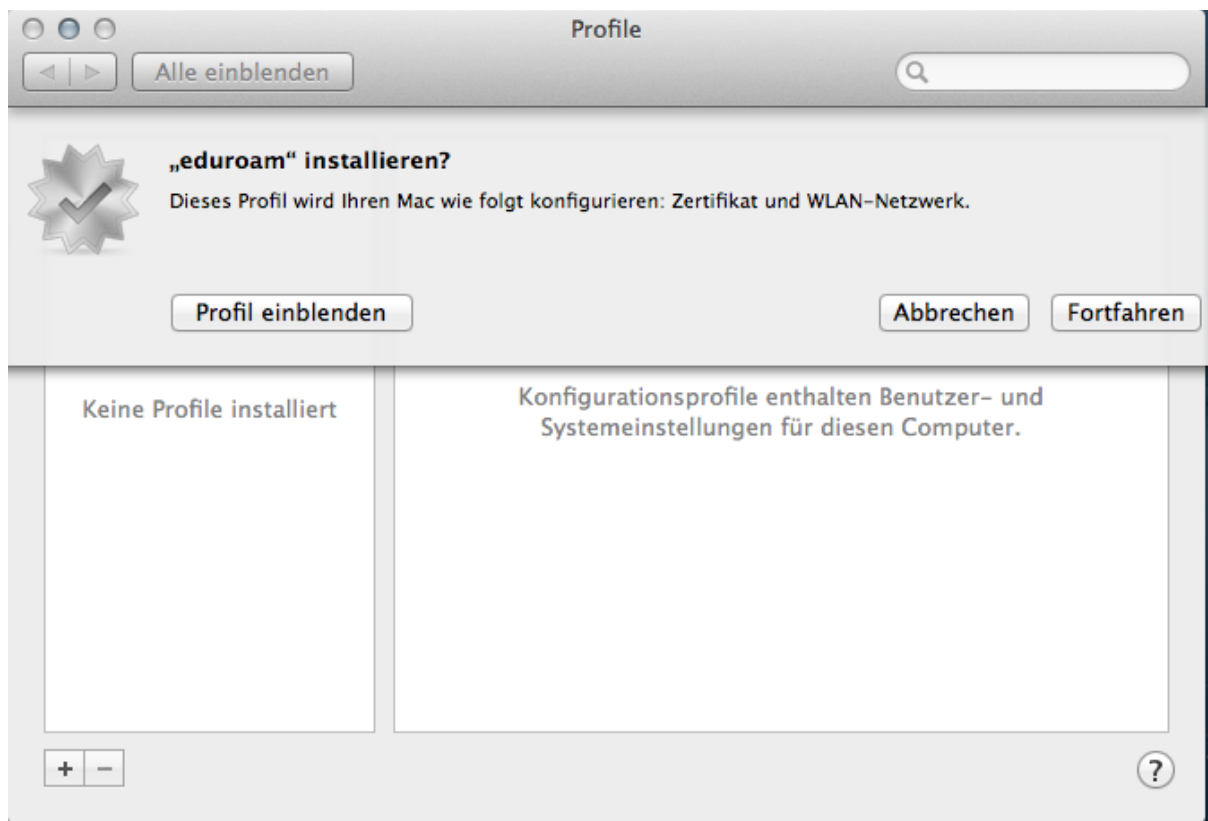 Profile
Alle einblenden
„eduroam“ installieren?
Dieses Profil wird Ihren Mac wie folgt konfigurieren: Zertifikat und WLAN-Netzwerk.
Profil einblenden
Abbrechen
Fortfahren
Keine Profile installiert
Konfigurationsprofile enthalten Benutzer- und
Systemeinstellungen für diesen Computer.
+
−
?